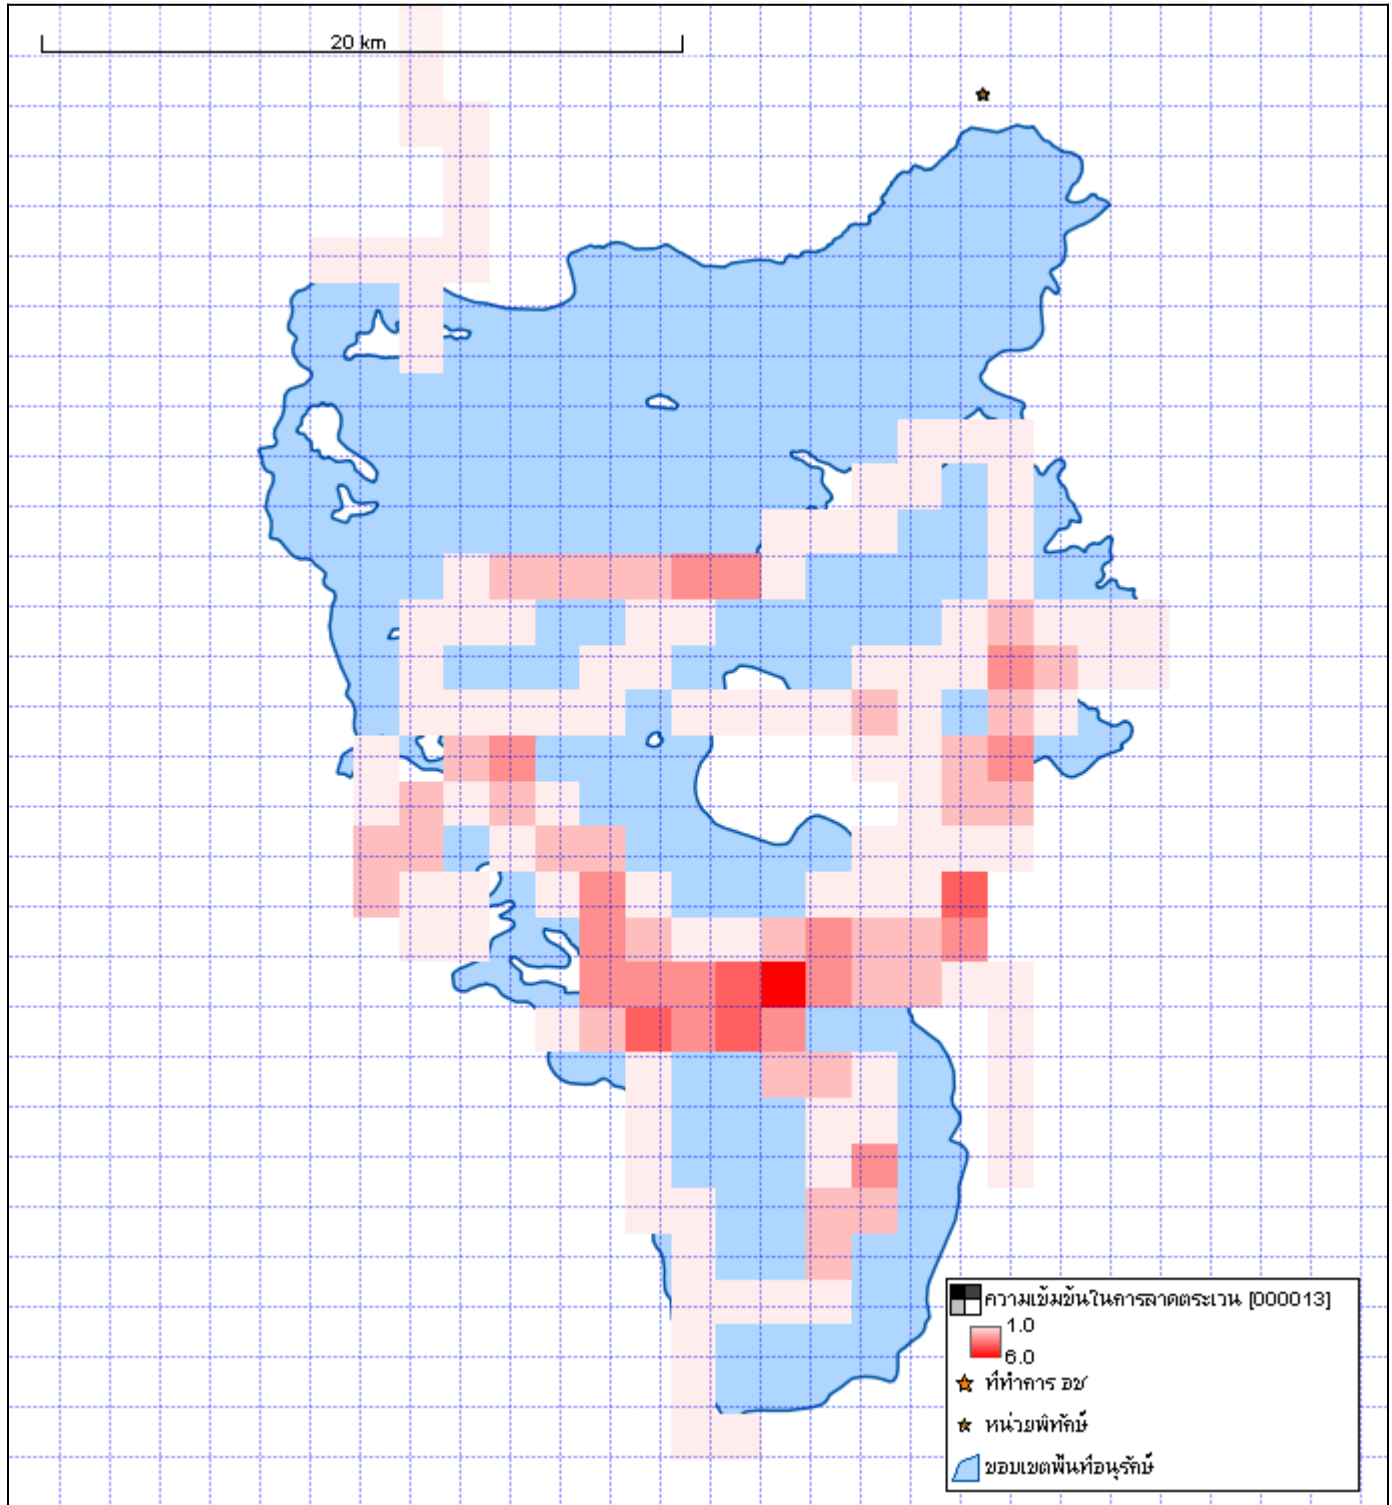 20 km
ความเข้มข้นในการลาดตระเวน [000013]
1.0
6.0
ที่ทำการ อช
หน่วยพิทักษ์
ขอบเขตพื้นที่อนุรักษ์